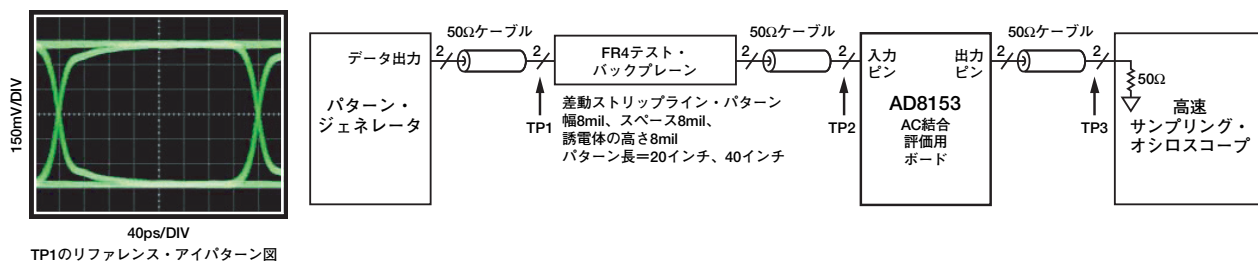 150mV/DIV
40ps/DIV
TP1のリファレンス・アイパターン図
パターン・
ジェネレータ
データ出力
2
50Ωケーブル
2
TP1
FR4テスト・
バックプレーン
差動ストリップライン・パターン
幅8mil、スペース8mil、
誘電体の高さ8mil
パターン長＝20インチ、40インチ
2
50Ωケーブル
2
TP2
入力
ピン
出力
ピン
AD8153
AC結合
評価用
ボード
2
50Ωケーブル
2
TP3
50Ω
高速
サンプリング・
オシロスコープ